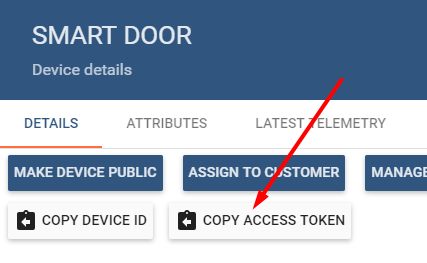 SMART DOOR
Device details
DETAILS ATTRIBUTES LATEST TELEMETRY
MAKE DEVICE PUBLIC ASSIGN TO CUSTOMER MANAGE
COPY DEVICE ID COPY ACCESS TOKEN